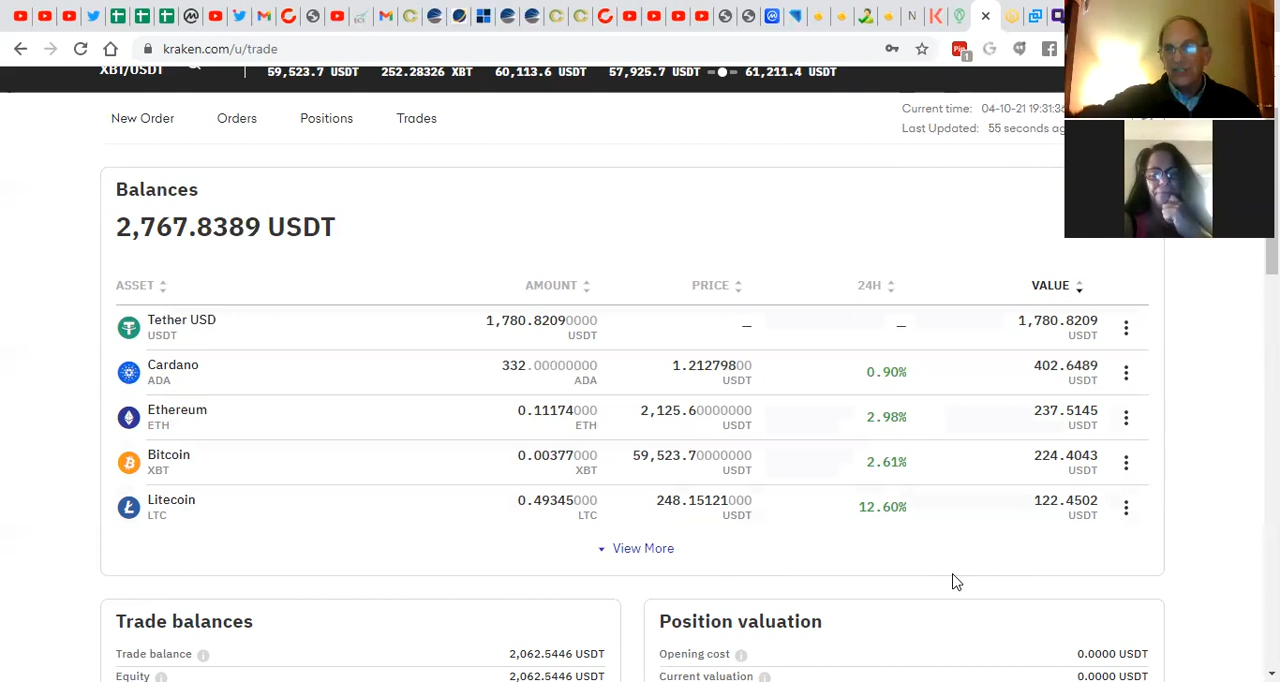 kraken.com/u/trade
XBT/USDT 59,523.7 USDT 252.28326 XBT 60,113.6 USDT 57,925.7 USDT 61,211.4 USDT
New Order Orders Positions Trades
Current time: 04-10-21 19:31:3
Last Updated: 55 seconds ag
Balances
2,767.8389 USDT
ASSET AMOUNT PRICE 24H VALUE
Tether USD 1,780.82090000 – – 1,780.8209
USDT USDT USDT
Cardano 332.00000000 1.21279800 0.90% 402.6489
ADA ADA USDT USDT
Ethereum 0.11174000 2,125.60000000 2.98% 237.5145
ETH ETH USDT USDT
Bitcoin 0.00377000 59,523.70000000 2.61% 224.4043
XBT XBT USDT USDT
Litecoin 0.49345000 248.15121000 12.60% 122.4502
LTC LTC USDT USDT
View More
Trade balances
Trade balance 2,062.5446 USDT
Equity 2,062.5446 USDT
Position valuation
Opening cost 0.0000 USDT
Current valuation 0.0000 USDT